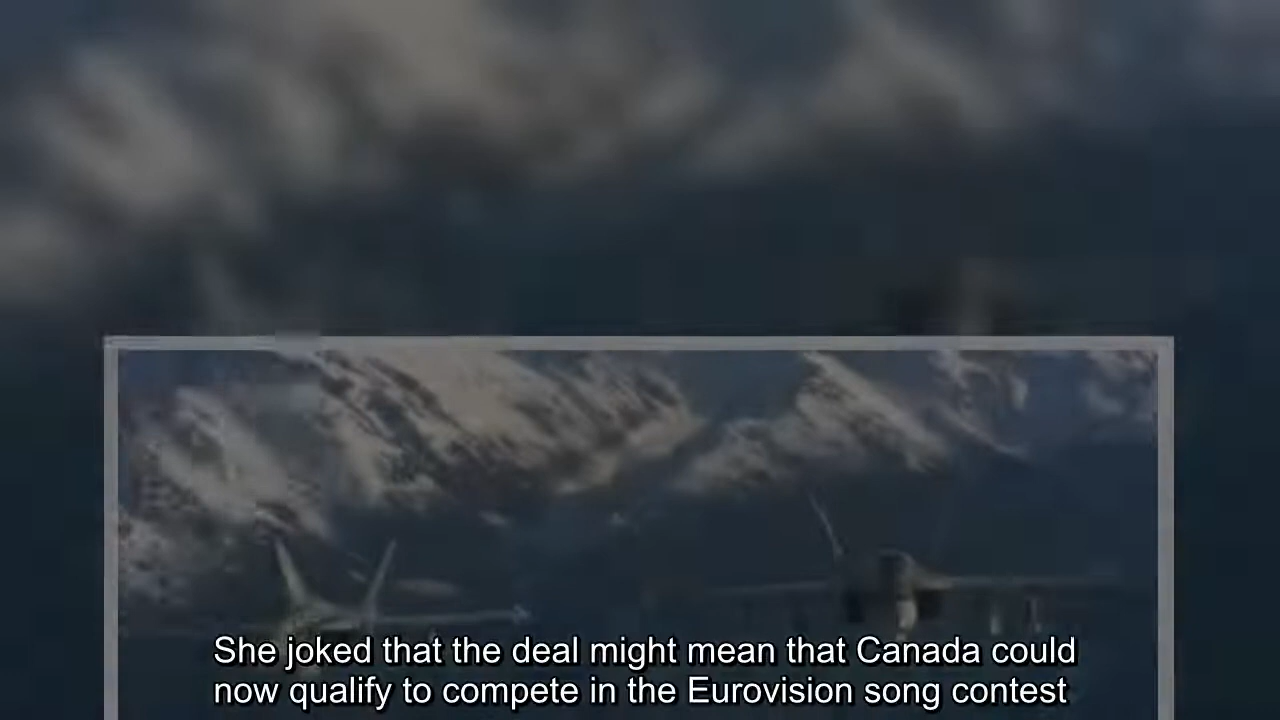 She joked that the deal might mean that Canada could
now qualify to compete in the Eurovision song contest